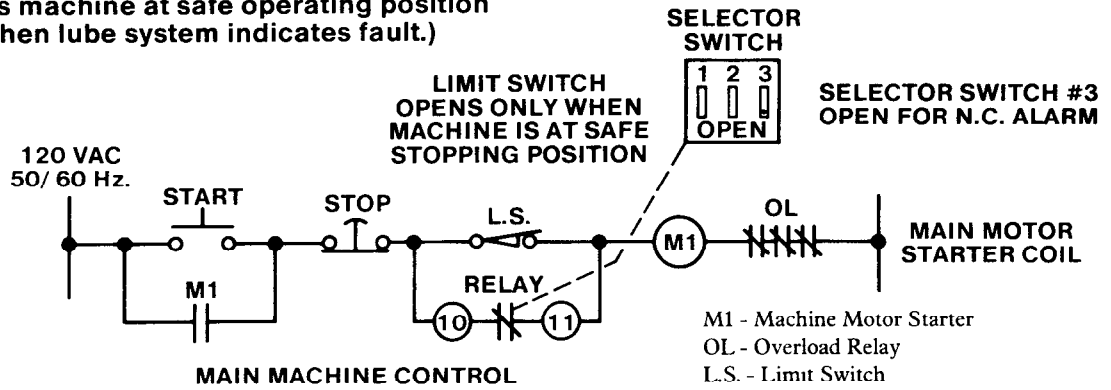 s machine at safe operating position
hen lube system indicates fault.)
SELECTOR
SWITCH
1 2 3
OPEN
SELECTOR SWITCH #3
OPEN FOR N.C. ALARM
LIMIT SWITCH
OPENS ONLY WHEN
MACHINE IS AT SAFE
STOPPING POSITION
120 VAC
50/ 60 Hz.
START
STOP
L.S.
OL
M1
MAIN MOTOR
STARTER COIL
M1
RELAY
10
11
M1 - Machine Motor Starter
OL - Overload Relay
L.S. - Limit Switch
MAIN MACHINE CONTROL